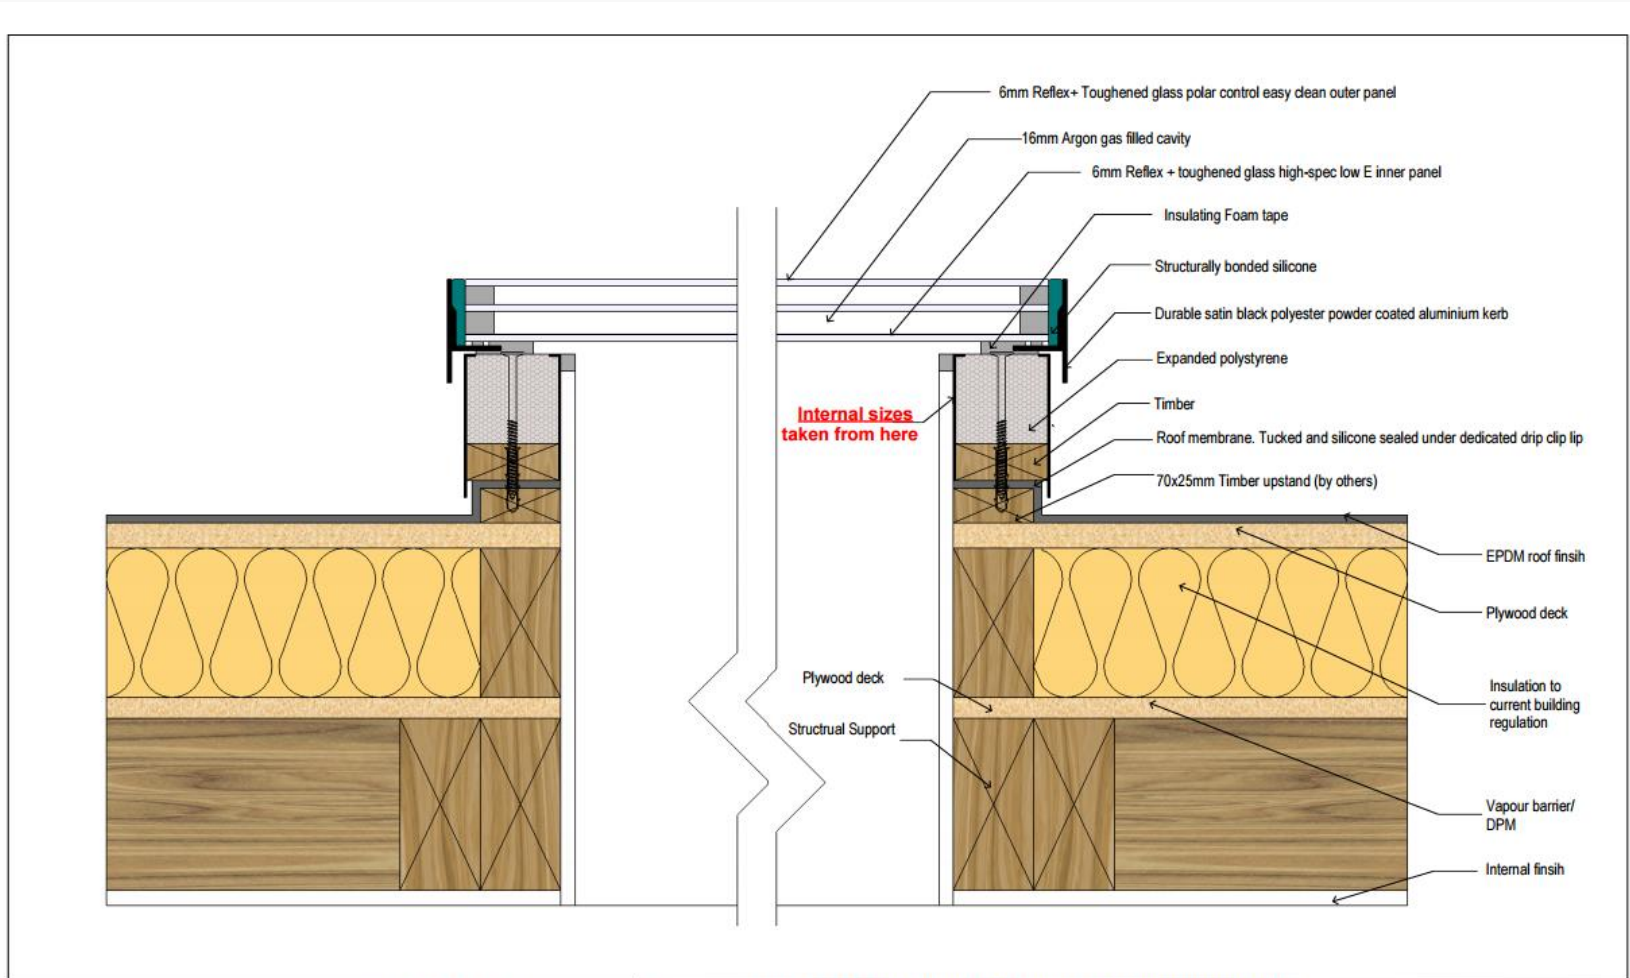 6mm Reflex+ Toughened glass polar control easy clean outer panel
16mm Argon gas filled cavity
6mm Reflex + toughened glass high-spec low E inner panel
Insulating Foam tape
Structurally bonded silicone
Durable satin black polyester powder coated aluminium kerb
Expanded polystyrene
Timber
Internal sizes
taken from here
Roof membrane. Tucked and silicone sealed under dedicated drip clip lip
70x25mm Timber upstand (by others)
EPDM roof finsih
Plywood deck
Plywood deck
Structrual Support
Insulation to
current building
regulation
Vapour barrier/
DPM
Internal finsih